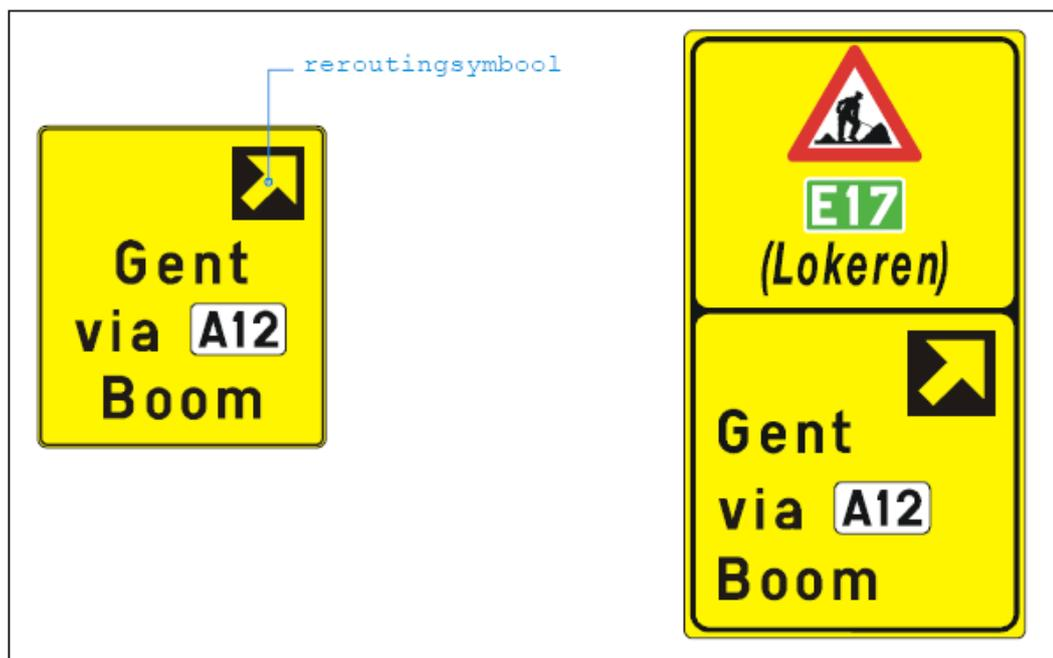 reroutingsymbool
Gent
via A12
Boom
E17
(Lokeren)
Gent
via A12
Boom